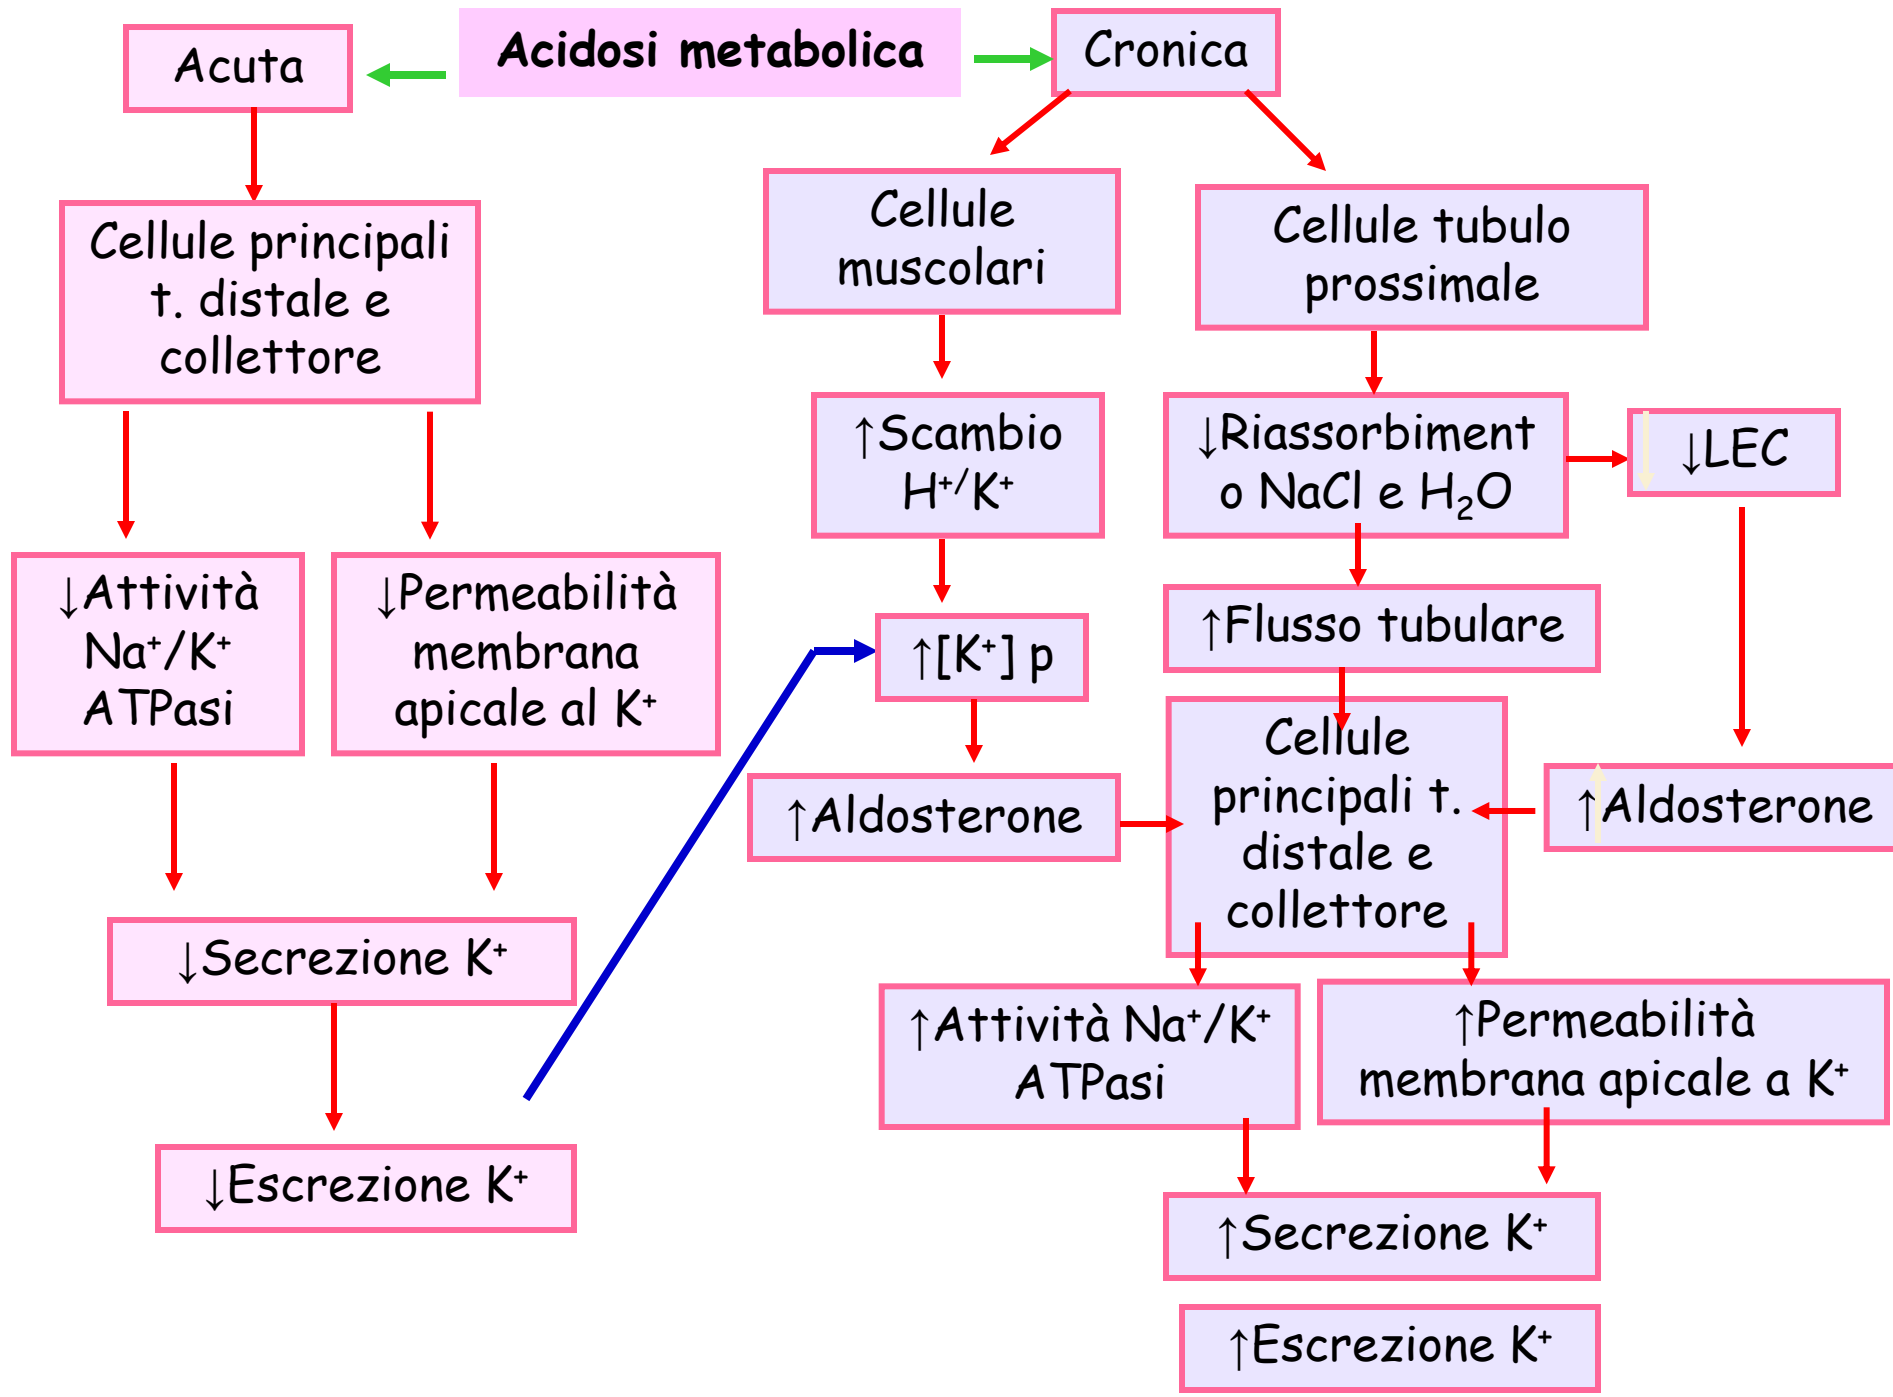 Acidosi metabolica
Acuta
Cellule principali
t. distale e
collettore
↓Attività
Na⁺/K⁺
ATPasi
↓Permeabilità
membrana
apicale al K⁺
↓Secrezione K⁺
↓Escrezione K⁺
Cronica
Cellule
muscolari
↑Scambio
H⁺/K⁺
↑[K⁺] p
↑Aldosterone
Cellule tubulo
prossimale
↓Riassorbiment
o NaCl e H₂O
↓LEC
↑Flusso tubulare
↑Aldosterone
Cellule
principali t.
distale e
collettore
↑Attività Na⁺/K⁺
ATPasi
↑Permeabilità
membrana apicale a K⁺
↑Secrezione K⁺
↑Escrezione K⁺